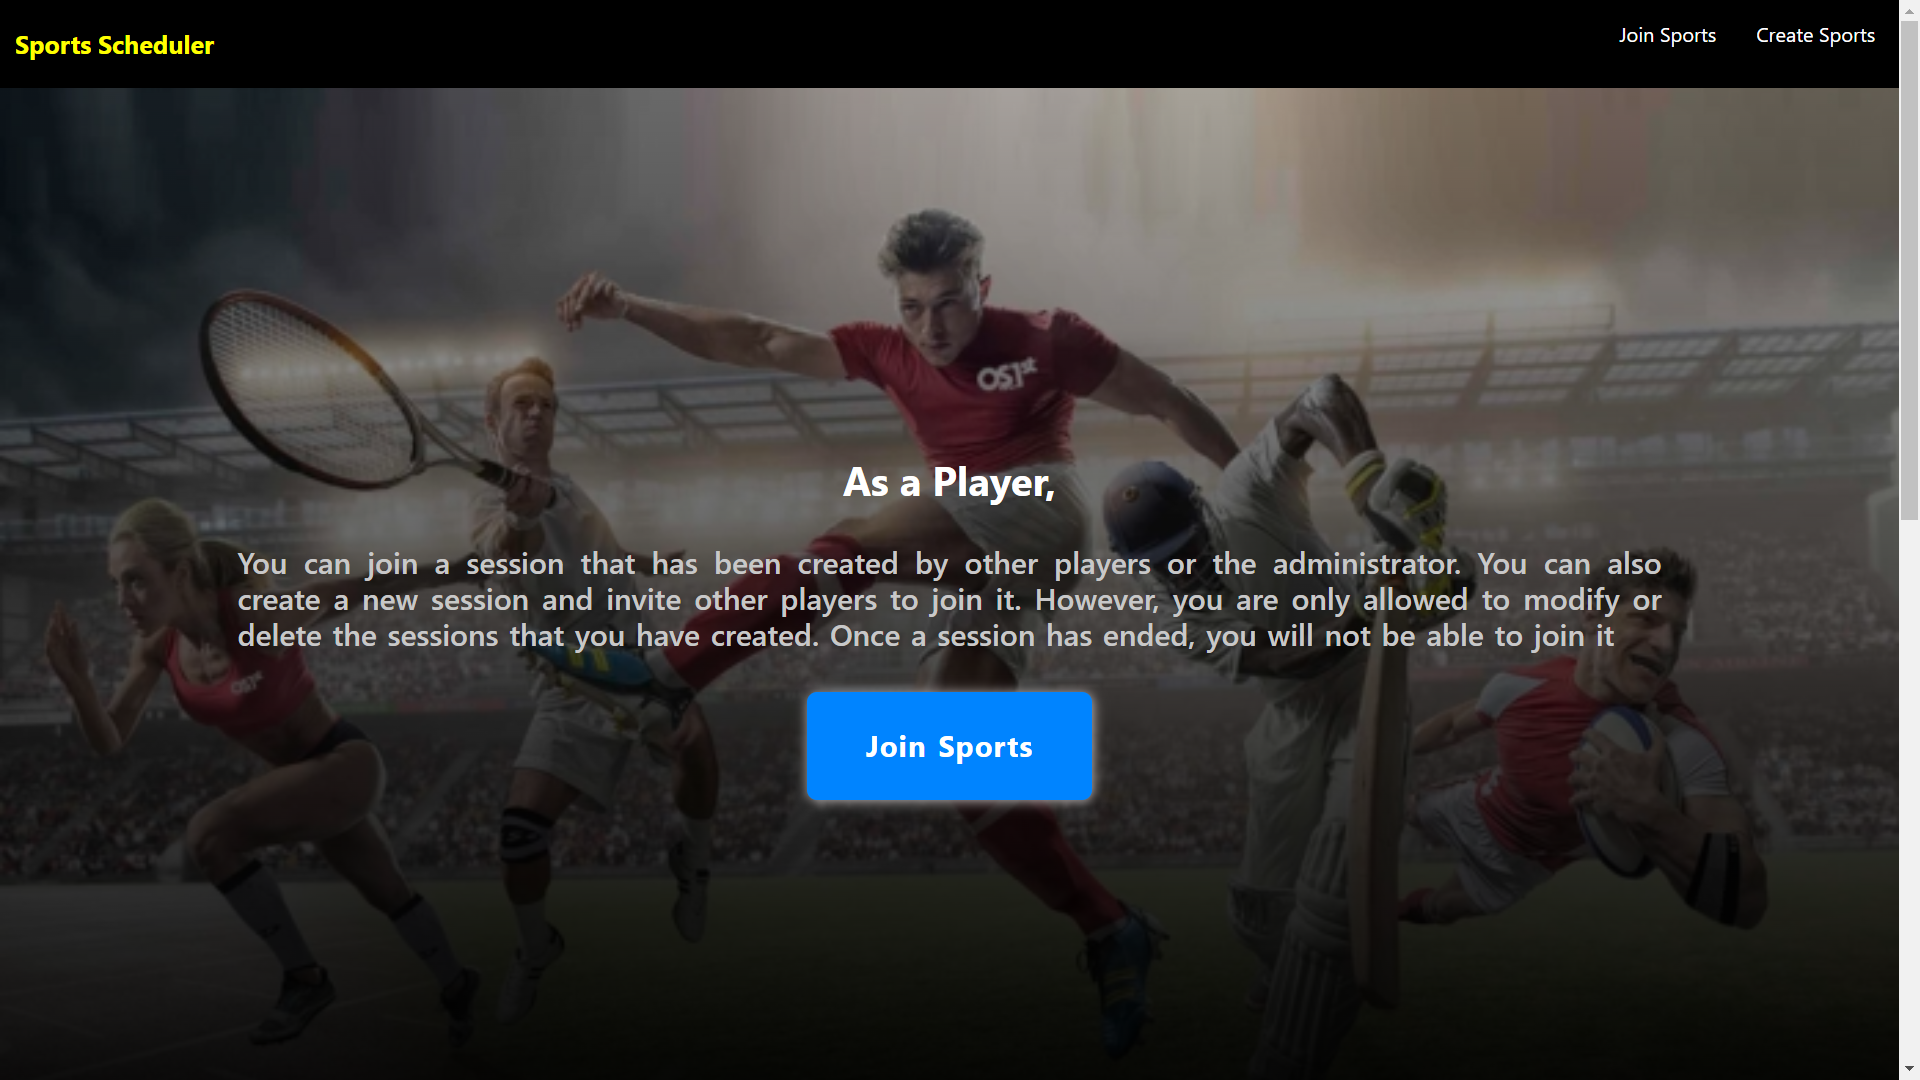 Sports Scheduler
Join Sports
Create Sports
OS1st
As a Player,
You can join a session that has been created by other players or the administrator. You can also
create a new session and invite other players to join it. However, you are only allowed to modify or
delete the sessions that you have created. Once a session has ended, you will not be able to join it
OS1st
Join Sports